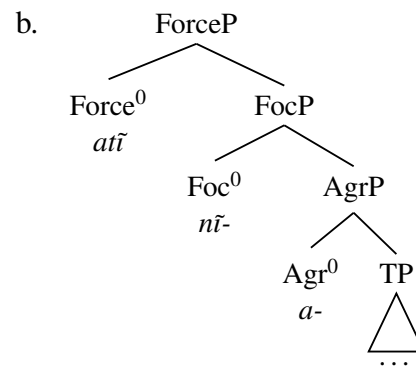 b. ForceP
Force⁰ FocP
atĩ
Foc⁰ AgrP
nĩ-
Agr⁰ TP
a-
...